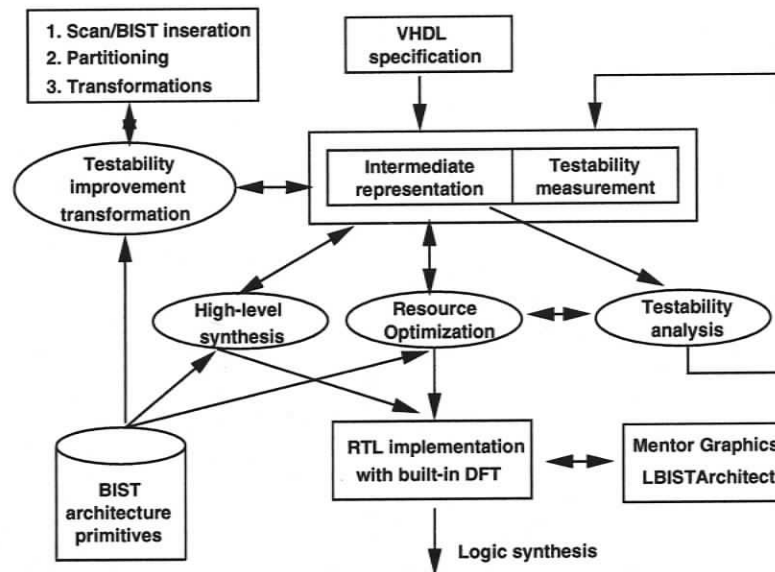 1. Scan/BIST inseration
2. Partitioning
3. Transformations
VHDL
specification
Testability
improvement
transformation
Intermediate
representation
Testability
measurement
High-level
synthesis
Resource
Optimization
Testability
analysis
BIST
architecture
primitives
RTL implementation
with built-in DFT
Mentor Graphics
LBISTArchitect
Logic synthesis